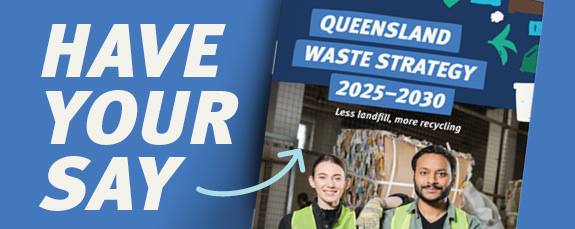 HAVE
YOUR
SAY
QUEENSLAND
WASTE STRATEGY
2025–2030
Less landfill, more recycling